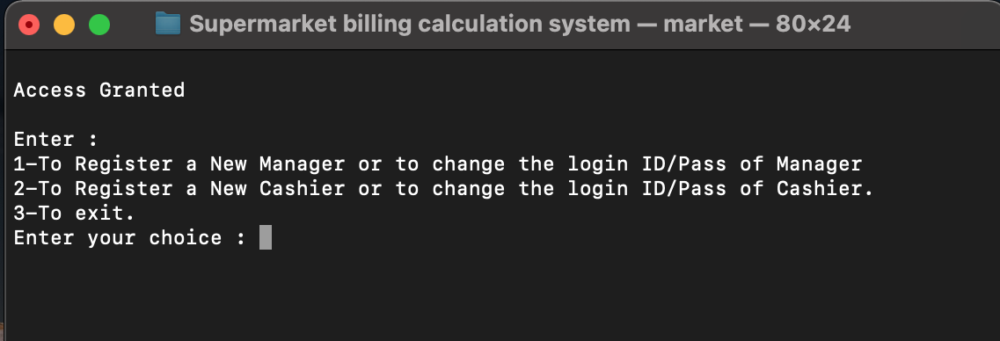 Supermarket billing calculation system — market — 80×24
Access Granted
Enter :
1-To Register a New Manager or to change the login ID/Pass of Manager
2-To Register a New Cashier or to change the login ID/Pass of Cashier.
3-To exit.
Enter your choice :